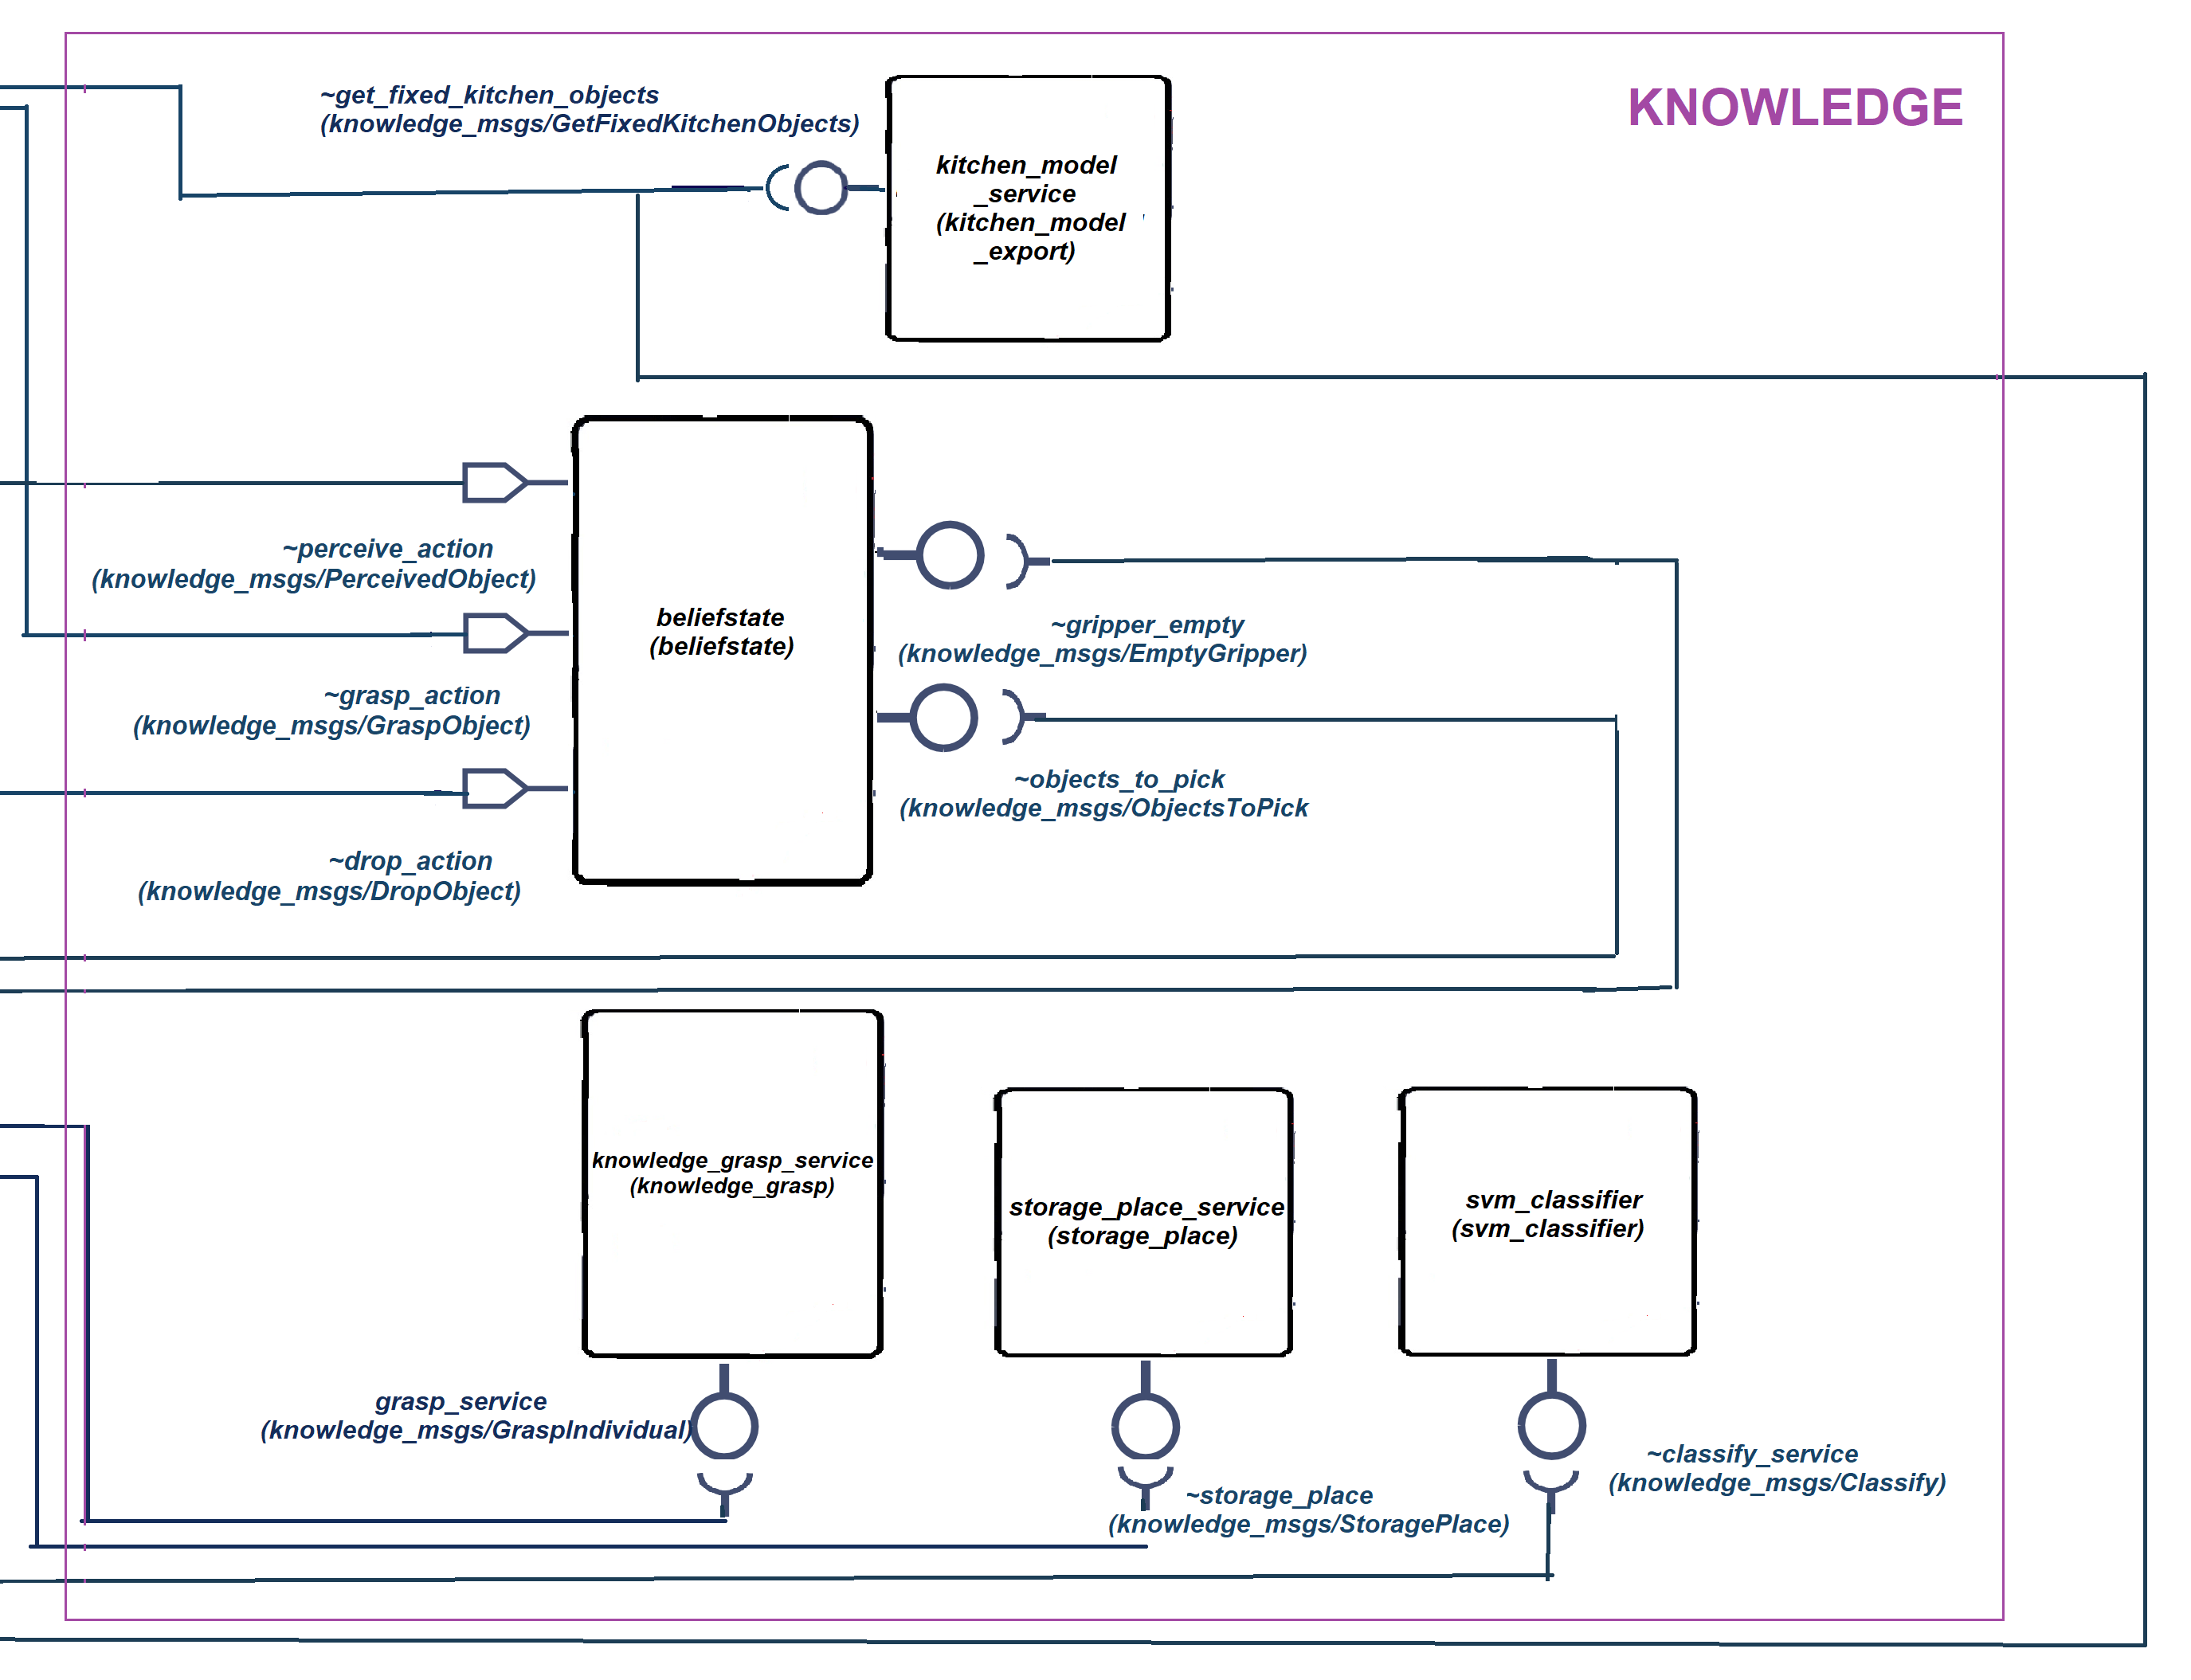 ~get_fixed_kitchen_objects
(knowledge_msgs/GetFixedKitchenObjects)
KNOWLEDGE
kitchen_model
_service
(kitchen_model
_export)
~perceive_action
(knowledge_msgs/PerceivedObject)
~grasp_action
(knowledge_msgs/GraspObject)
~drop_action
(knowledge_msgs/DropObject)
beliefstate
(beliefstate)
~gripper_empty
(knowledge_msgs/EmptyGripper)
~objects_to_pick
(knowledge_msgs/ObjectsToPick
knowledge_grasp_service
(knowledge_grasp)
storage_place_service
(storage_place)
svm_classifier
(svm_classifier)
grasp_service
(knowledge_msgs/GraspIndividual)
~storage_place
(knowledge_msgs/StoragePlace)
~classify_service
(knowledge_msgs/Classify)